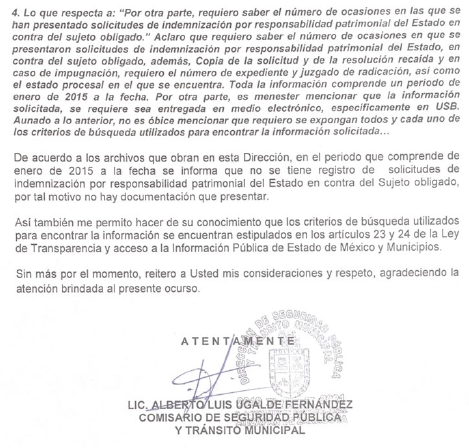 4. Lo que respecta a: “Por otra parte, requiero saber el número de ocasiones en las que se
han presentado solicitudes de indemnización por responsabilidad patrimonial del Estado en
contra del sujeto obligado.” Aclaro que requiero saber el número de ocasiones en que se
presentaron solicitudes de indemnización por responsabilidad patrimonial del Estado, en
contra del sujeto obligado, además, Copia de la solicitud y de la resolución recaída y en
caso de impugnación, requiero el número de expediente y juzgado de radicación, así como
el estado procesal en el que se encuentra. Toda la información comprende un periodo de
enero de 2015 a la fecha. Por otra parte, es menester mencionar que la información
solicitada, se requiere sea entregada en medio electrónico, específicamente en USB.
Aunado a lo anterior, no es óbice mencionar que requiero se expongan todos y cada uno de
los criterios de búsqueda utilizados para encontrar la información solicitada…
De acuerdo a los archivos que obran en esta Dirección, en el periodo que comprende de
enero de 2015 a la fecha se informa que no se tiene registro de solicitudes de
indemnización por responsabilidad patrimonial del Estado en contra del Sujeto obligado,
por tal motivo no hay documentación que presentar.
Así también me permito hacer de su conocimiento que los criterios de búsqueda utilizados
para encontrar la información se encuentran estipulados en los artículos 23 y 24 de la Ley
de Transparencia y acceso a la Información Pública de Estado de México y Municipios.
Sin más por el momento, reitero a Usted mis consideraciones y respeto, agradeciendo la
atención brindada al presente ocurso.
DIRECCIÓN DE SEGURIDAD PÚBLICA
Y TRÁNSITO MUNICIPAL
ATENTAMENTE
LIC. ALBERTO LUIS UGALDE FERNÁNDEZ
COMISARIO DE SEGURIDAD PÚBLICA
Y TRÁNSITO MUNICIPAL